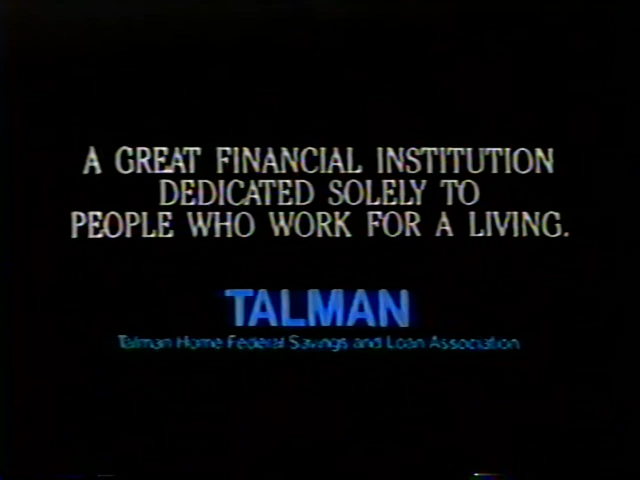 A GREAT FINANCIAL INSTITUTION
DEDICATED SOLELY TO
PEOPLE WHO WORK FOR A LIVING.
TALMAN
Talman Home Federal Savings and Loan Association